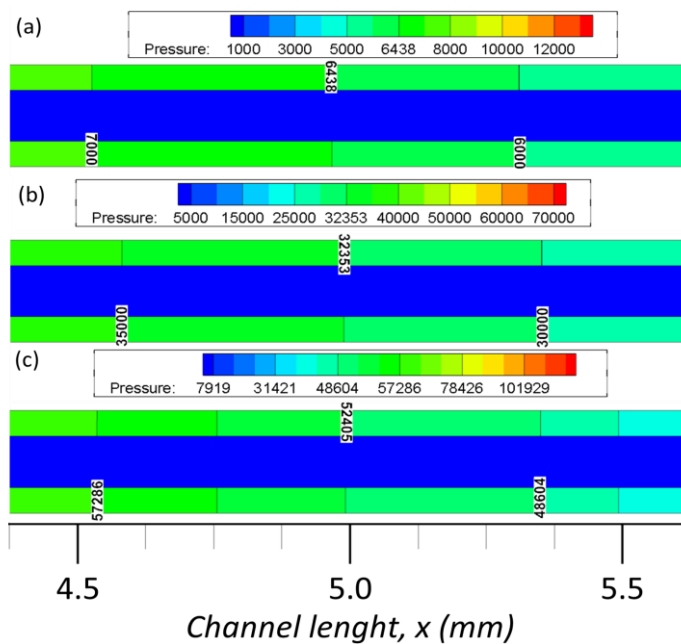 (a)
Pressure: 1000 3000 5000 6438 8000 10000 12000
6438
7000
6000
(b)
Pressure: 5000 15000 25000 32353 40000 50000 60000 70000
32353
35000
30000
(c)
Pressure: 7919 31421 48604 57286 78426 101929
52405
57286
48604
4.5 5.0 5.5
Channel lenght, x (mm)